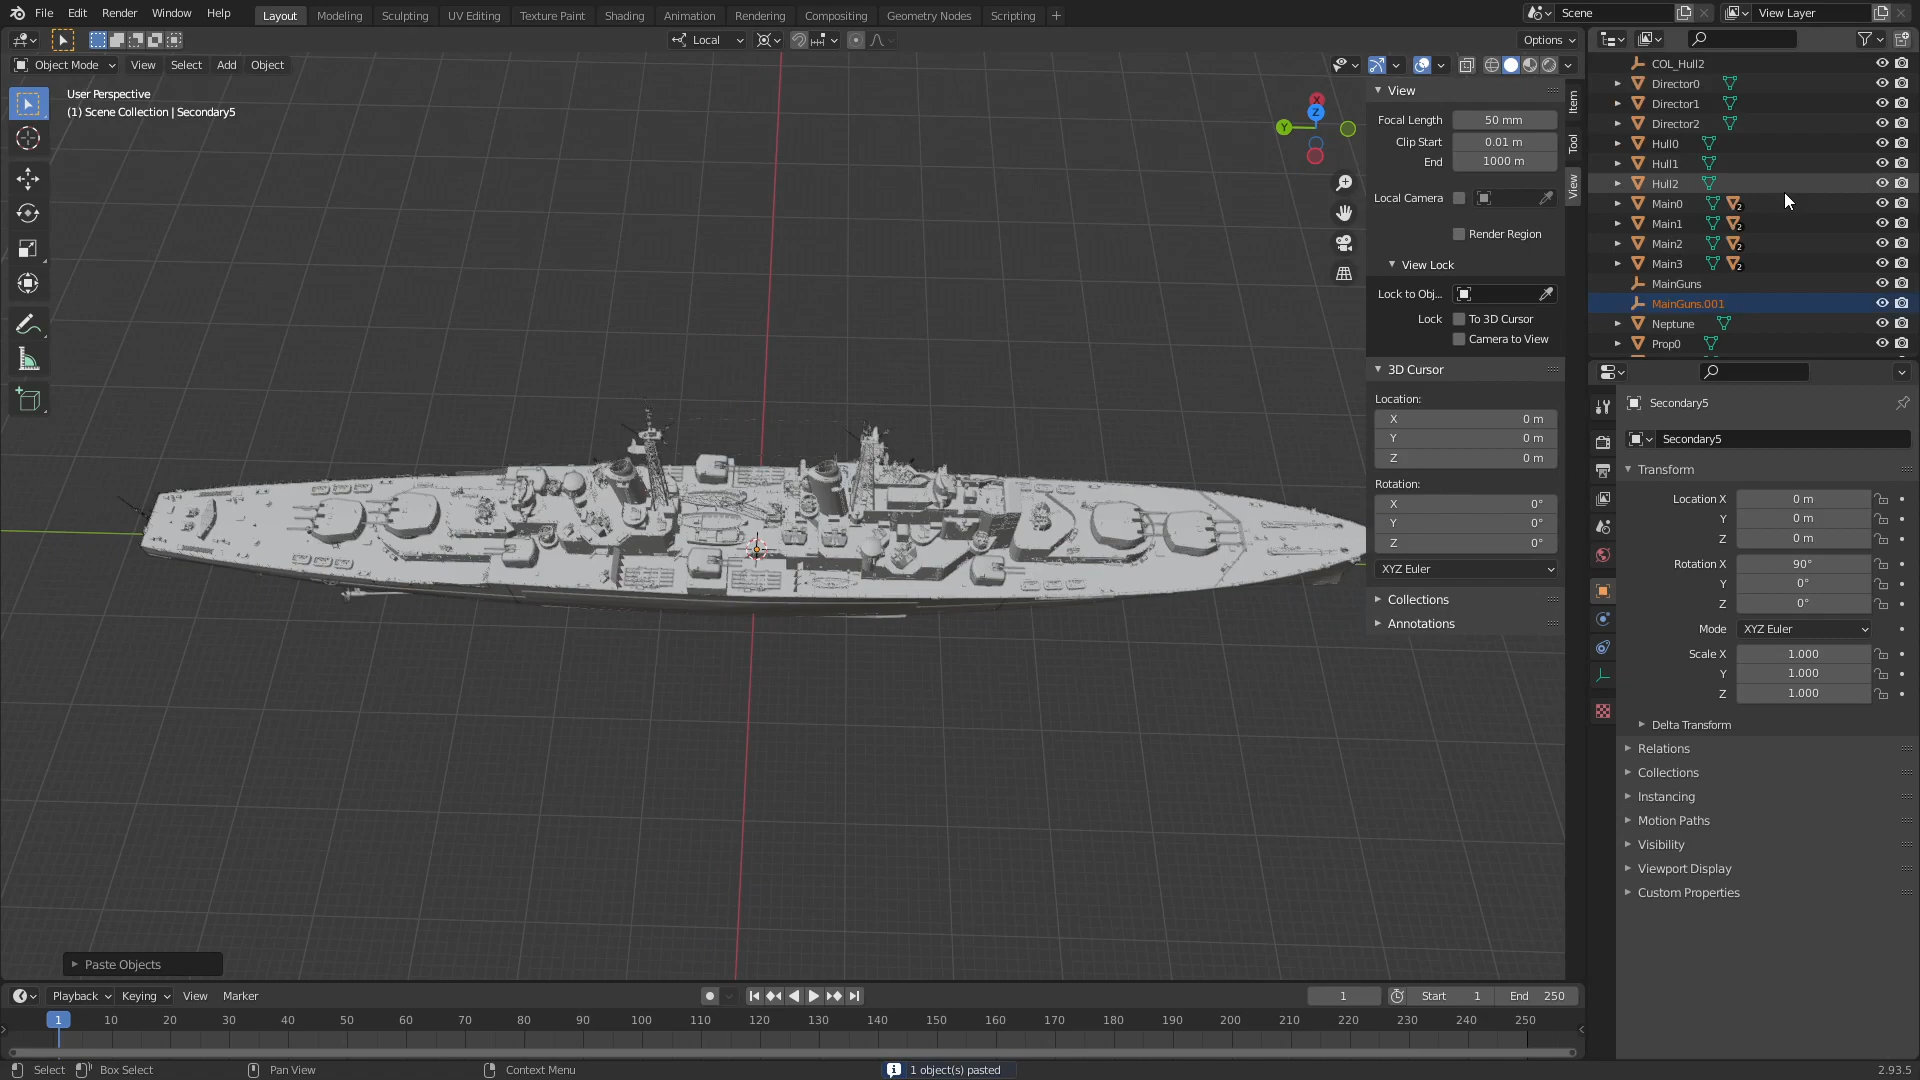 File Edit Render Window Help Layout Modeling Sculpting UV Editing Texture Paint Shading Animation Rendering Compositing Geometry Nodes Scripting Scene View Layer
Local Options
Object Mode View Select Add Object
User Perspective
(1) Scene Collection | Secondary5
X
Z
Y
View
Focal Length 50 mm
Clip Start 0.01 m
End 1000 m
Local Camera
Render Region
View Lock
Lock to Obj...
Lock To 3D Cursor
Camera to View
3D Cursor
Location:
X 0 m
Y 0 m
Z 0 m
Rotation:
X 0°
Y 0°
Z 0°
XYZ Euler
Collections
Annotations
Item
Tool
View
COL_Hull2
Director0
Director1
Director2
Hull0
Hull1
Hull2
Main0 2
Main1 2
Main2 2
Main3 2
MainGuns
MainGuns.001
Neptune
Prop0
Secondary5
Secondary5
Transform
Location X 0 m
Y 0 m
Z 0 m
Rotation X 90°
Y 0°
Z 0°
Mode XYZ Euler
Scale X 1.000
Y 1.000
Z 1.000
Delta Transform
Relations
Collections
Instancing
Motion Paths
Visibility
Viewport Display
Custom Properties
Paste Objects
Playback Keying View Marker 1 Start 1 End 250
1 10 20 30 40 50 60 70 80 90 100 110 120 130 140 150 160 170 180 190 200 210 220 230 240 250
Select Box Select Pan View Context Menu 1 object(s) pasted 2.93.5